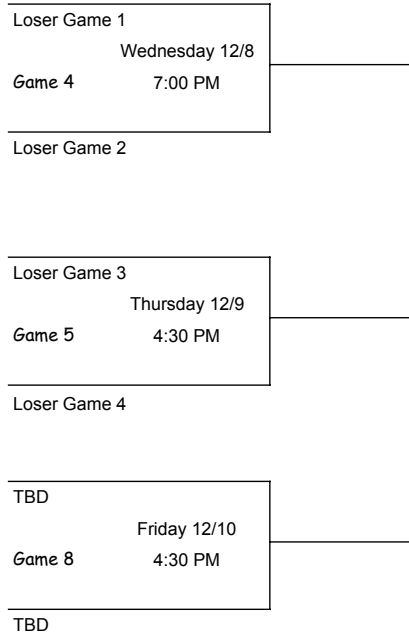 Loser Game 1
Wednesday 12/8
Game 4 7:00 PM
Loser Game 2
Loser Game 3
Thursday 12/9
Game 5 4:30 PM
Loser Game 4
TBD
Friday 12/10
Game 8 4:30 PM
TBD